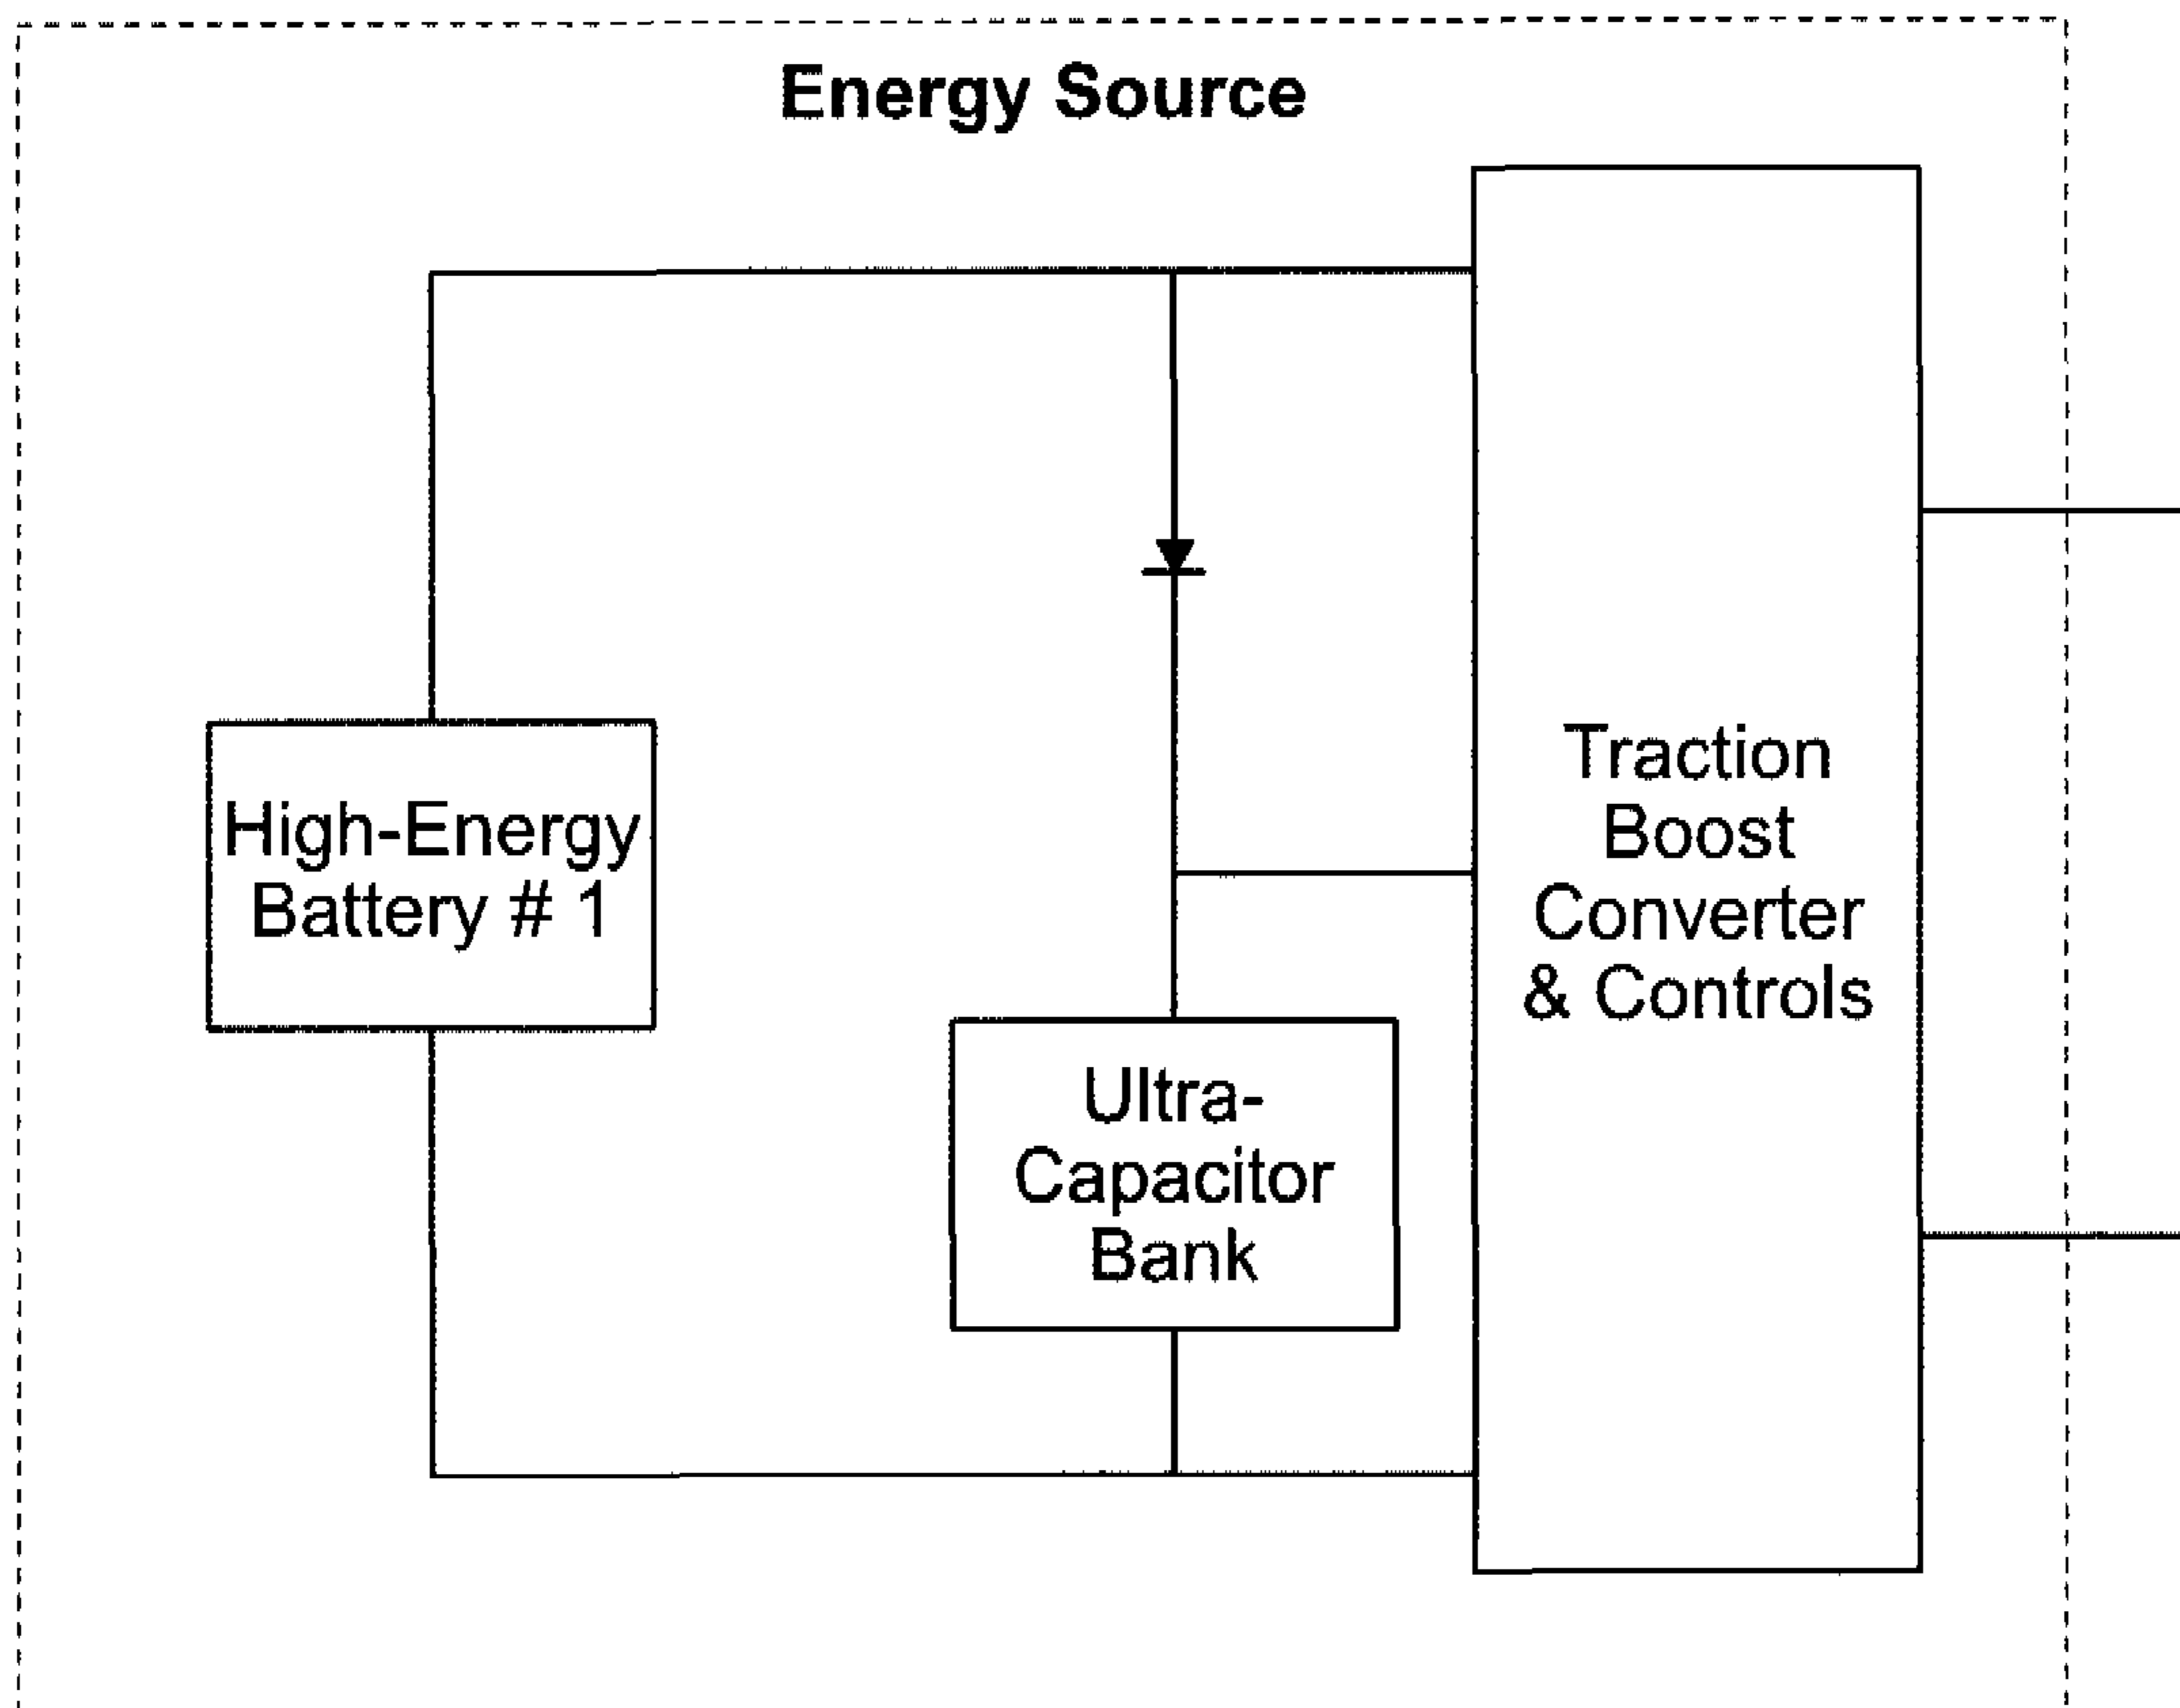 Energy Source
High-Energy
Battery # 1
Traction
Boost
Converter
& Controls
Ultra-
Capacitor
Bank